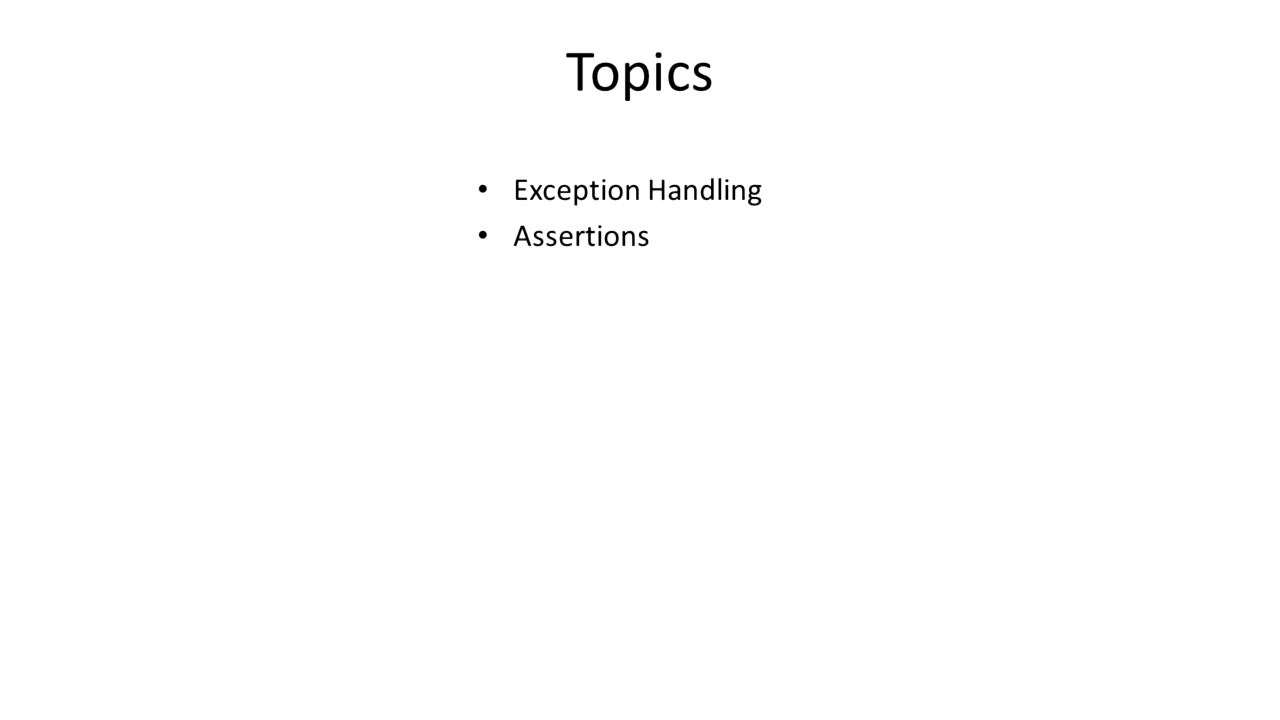 Topics
• Exception Handling
• Assertions